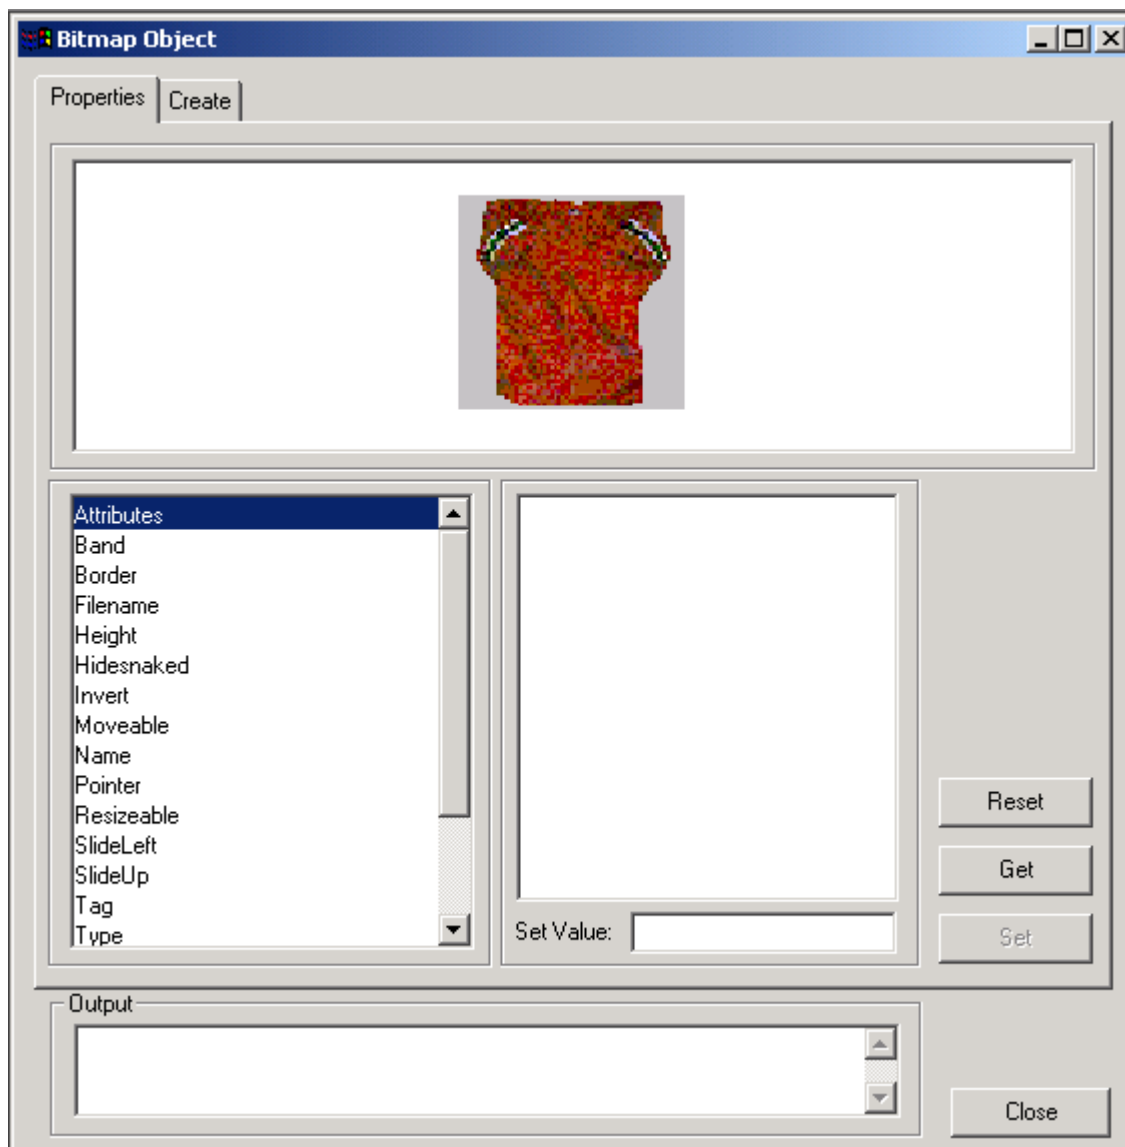 Bitmap Object
Properties
Create
Attributes
Band
Border
Filename
Height
Hidesnaked
Invert
Moveable
Name
Pointer
Resizeable
SlideLeft
SlideUp
Tag
Type
Set Value:
Reset
Get
Set
Output
Close